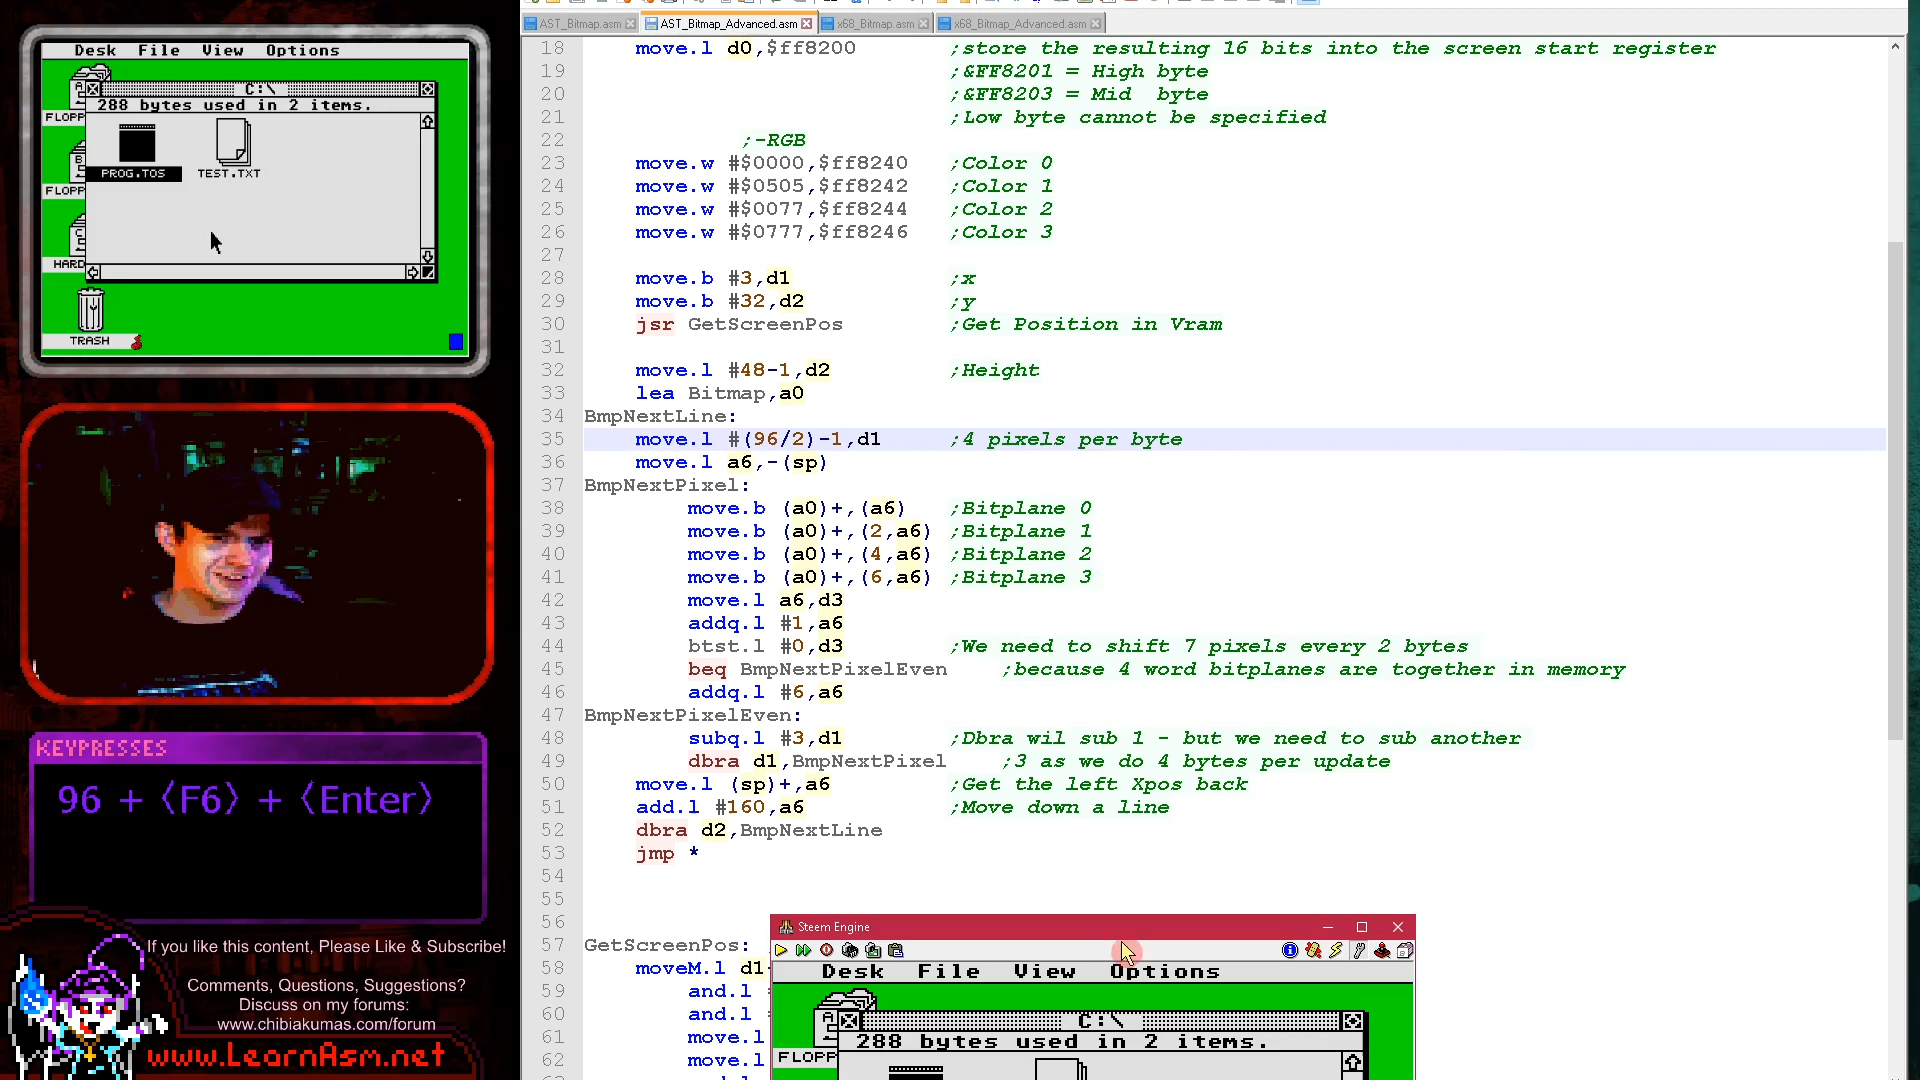 Desk File View Options
C:\
288 bytes used in 2 items.
FLOPP
PROG.TOS
TEST.TXT
FLOPP
HARD
TRASH
KEYPRESSES
96 + 〈F6〉 + 〈Enter〉
If you like this content, Please Like & Subscribe!
Comments, Questions, Suggestions?
Discuss on my forums:
www.chibiakumas.com/forum
www.LearnAsm.net
AST_Bitmap.asm
AST_Bitmap_Advanced.asm
x68_Bitmap.asm
x68_Bitmap_Advanced.asm
18 move.l d0,$ff8200 ;store the resulting 16 bits into the screen start register
19 ;&FF8201 = High byte
20 ;&FF8203 = Mid  byte
21 ;Low byte cannot be specified
22 ;-RGB
23 move.w #$0000,$ff8240 ;Color 0
24 move.w #$0505,$ff8242 ;Color 1
25 move.w #$0077,$ff8244 ;Color 2
26 move.w #$0777,$ff8246 ;Color 3
27
28 move.b #3,d1 ;x
29 move.b #32,d2 ;y
30 jsr GetScreenPos ;Get Position in Vram
31
32 move.l #48-1,d2 ;Height
33 lea Bitmap,a0
34 BmpNextLine:
35 move.l #(96/2)-1,d1 ;4 pixels per byte
36 move.l a6,-(sp)
37 BmpNextPixel:
38 move.b (a0)+,(a6) ;Bitplane 0
39 move.b (a0)+,(2,a6) ;Bitplane 1
40 move.b (a0)+,(4,a6) ;Bitplane 2
41 move.b (a0)+,(6,a6) ;Bitplane 3
42 move.l a6,d3
43 addq.l #1,a6
44 btst.l #0,d3 ;We need to shift 7 pixels every 2 bytes
45 beq BmpNextPixelEven ;because 4 word bitplanes are together in memory
46 addq.l #6,a6
47 BmpNextPixelEven:
48 subq.l #3,d1 ;Dbra wil sub 1 - but we need to sub another
49 dbra d1,BmpNextPixel ;3 as we do 4 bytes per update
50 move.l (sp)+,a6 ;Get the left Xpos back
51 add.l #160,a6 ;Move down a line
52 dbra d2,BmpNextLine
53 jmp *
54
55
56
57 GetScreenPos:
58 moveM.l d1
59 and.l
60 and.l
61 move.l
62 move.l
Steem Engine
Desk File View Options
C:\
288 bytes used in 2 items.
FLOPP